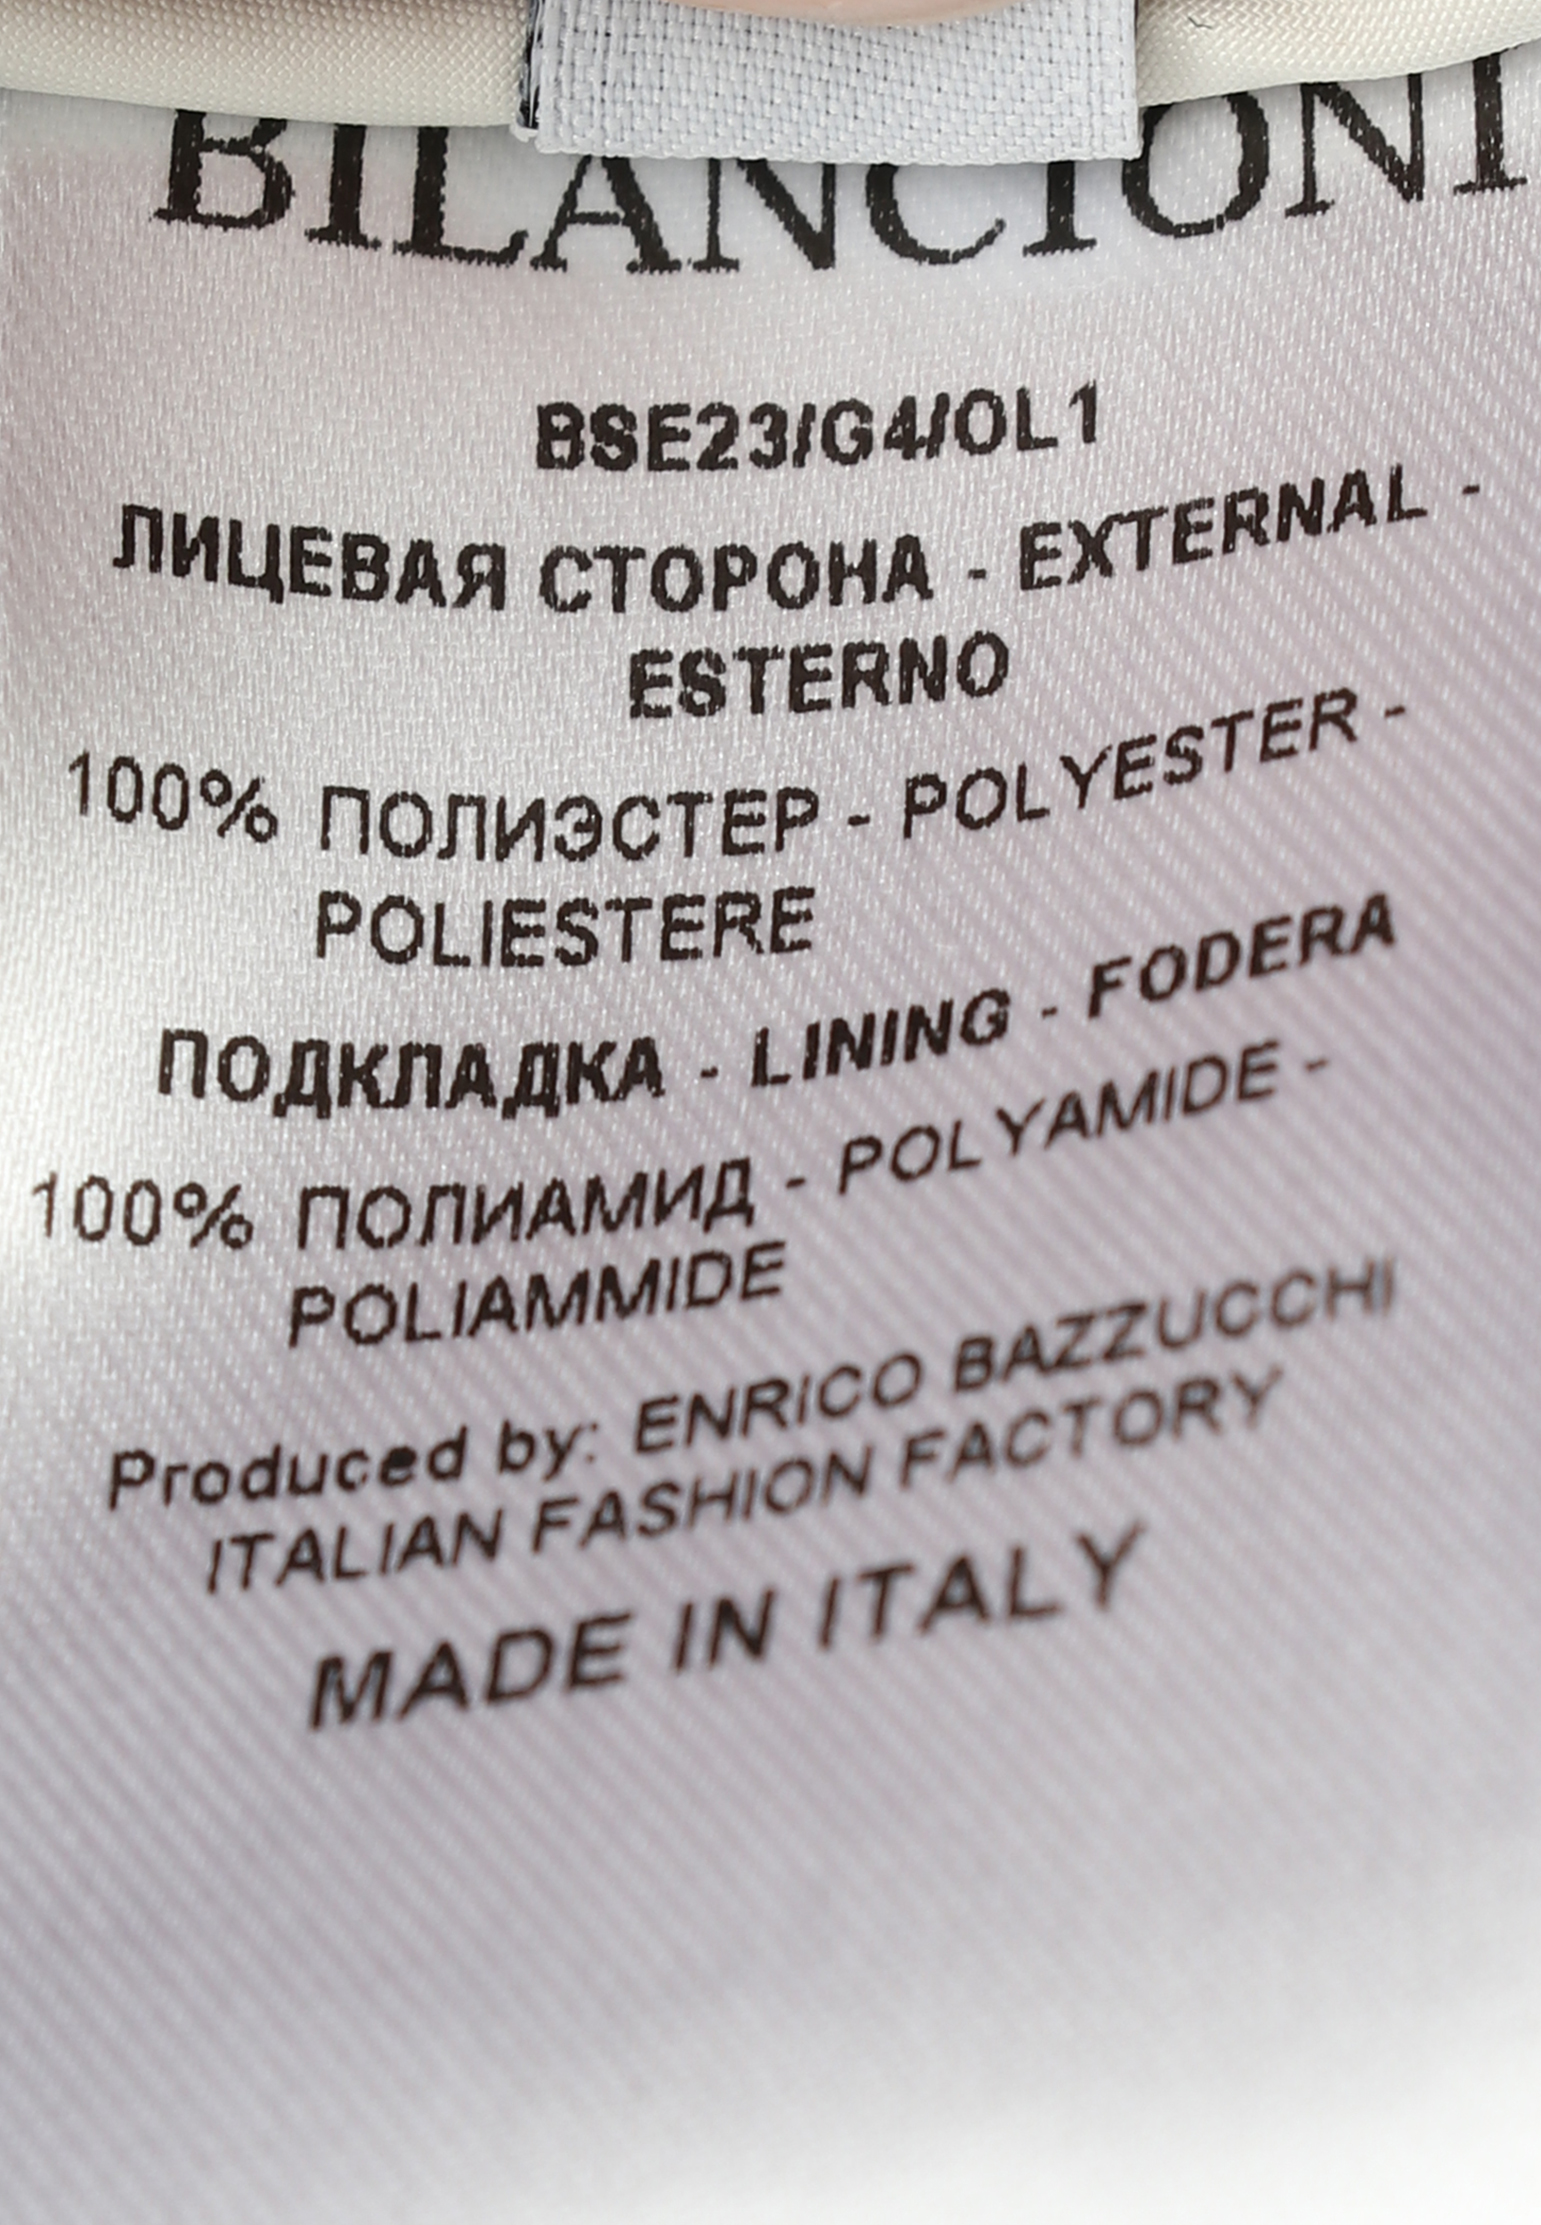 BILANCIONI
BSE23/G4/OL1
ЛИЦЕВАЯ СТОРОНА - EXTERNAL -
ESTERNO
100% ПОЛИЭСТЕР - POLYESTER -
POLIESTERE
ПОДКЛАДКА - LINING - FODERA
100% ПОЛИАМИД - POLYAMIDE -
POLIAMMIDE
Produced by: ENRICO BAZZUCCHI
ITALIAN FASHION FACTORY
MADE IN ITALY